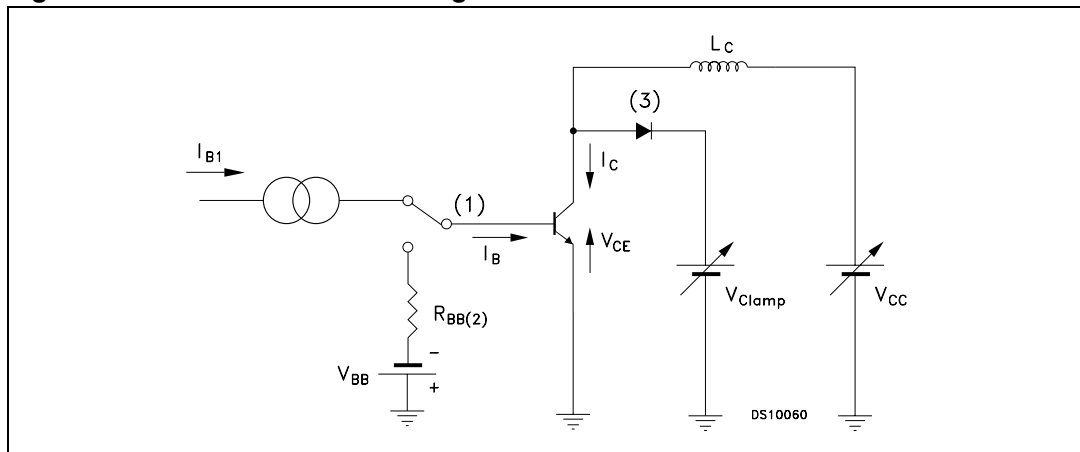 L_C
(3)
I_B1
I_C
(1)
I_B
V_CE
V_Clamp
V_CC
R_BB(2)
−
V_BB
+
DS10060